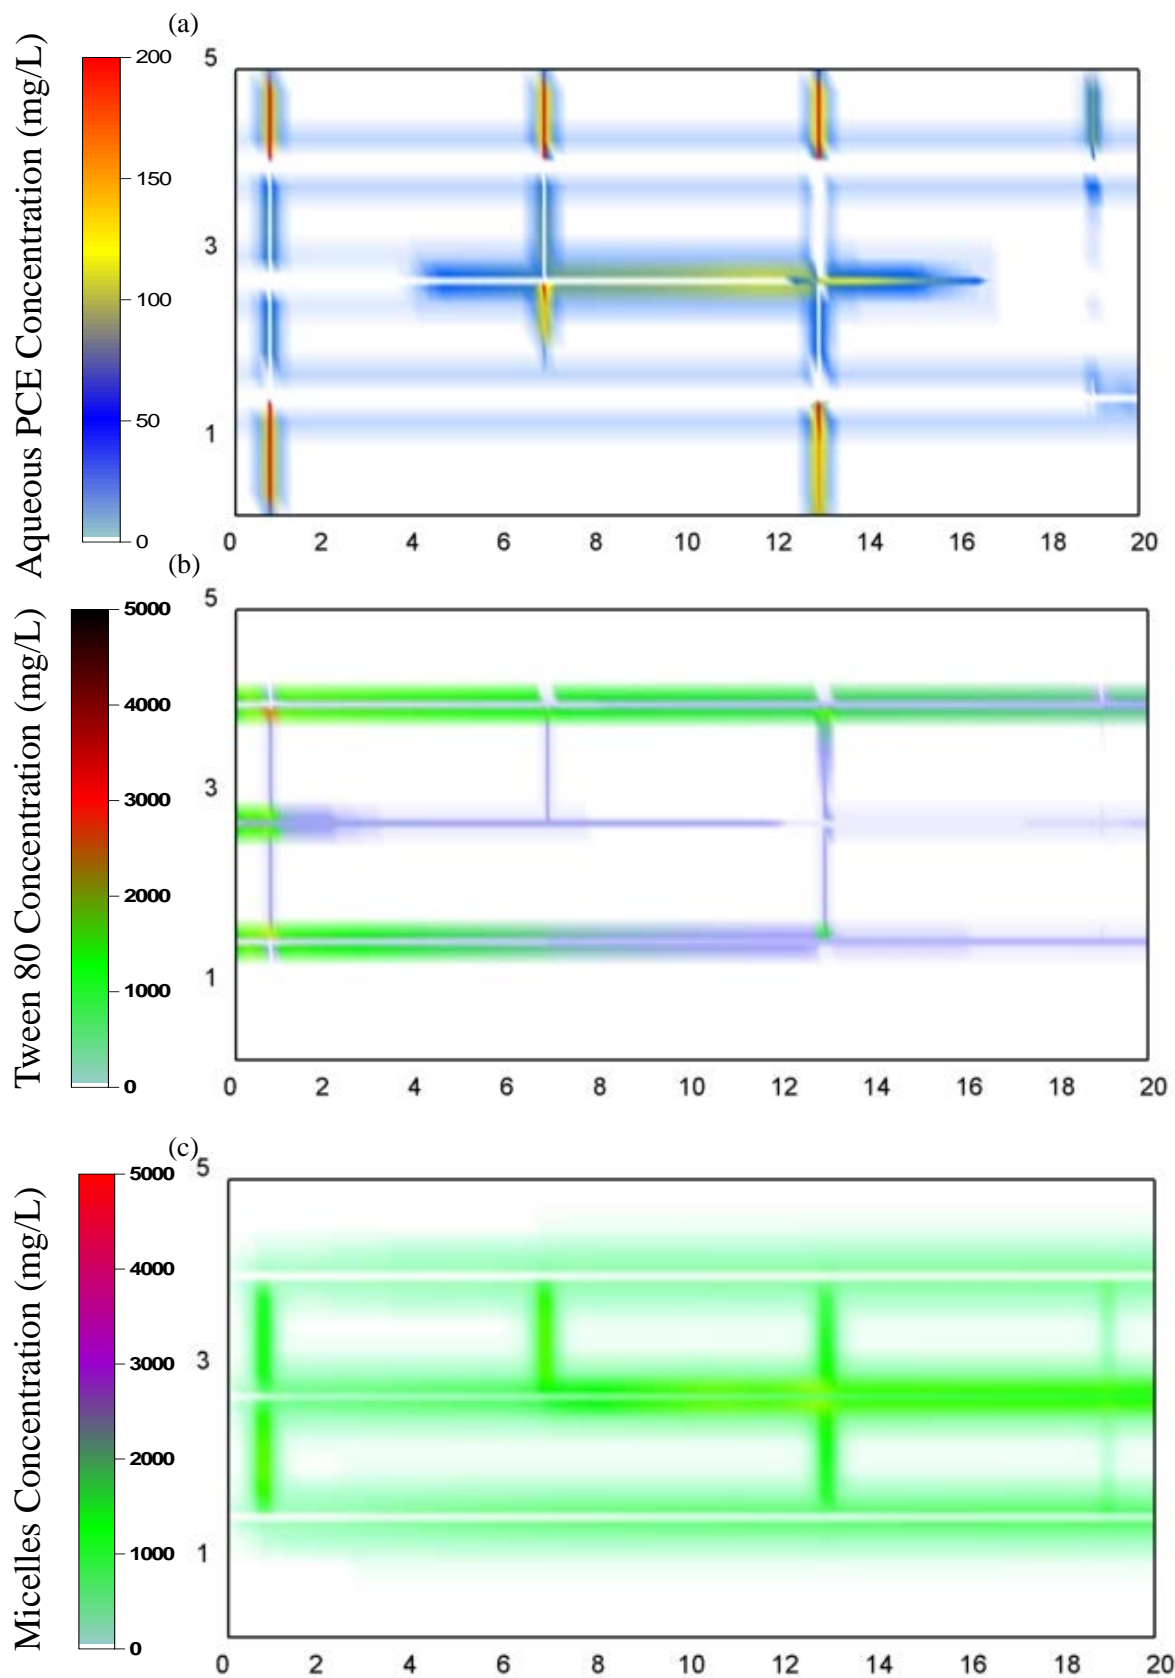 (a)
Aqueous PCE Concentration (mg/L)
200
150
100
50
0
5
3
1
0 2 4 6 8 10 12 14 16 18 20
(b)
Tween 80 Concentration (mg/L)
5000
4000
3000
2000
1000
0
5
3
1
0 2 4 6 8 10 12 14 16 18 20
(c)
Micelles Concentration (mg/L)
5000
4000
3000
2000
1000
0
5
3
1
0 2 4 6 8 10 12 14 16 18 20